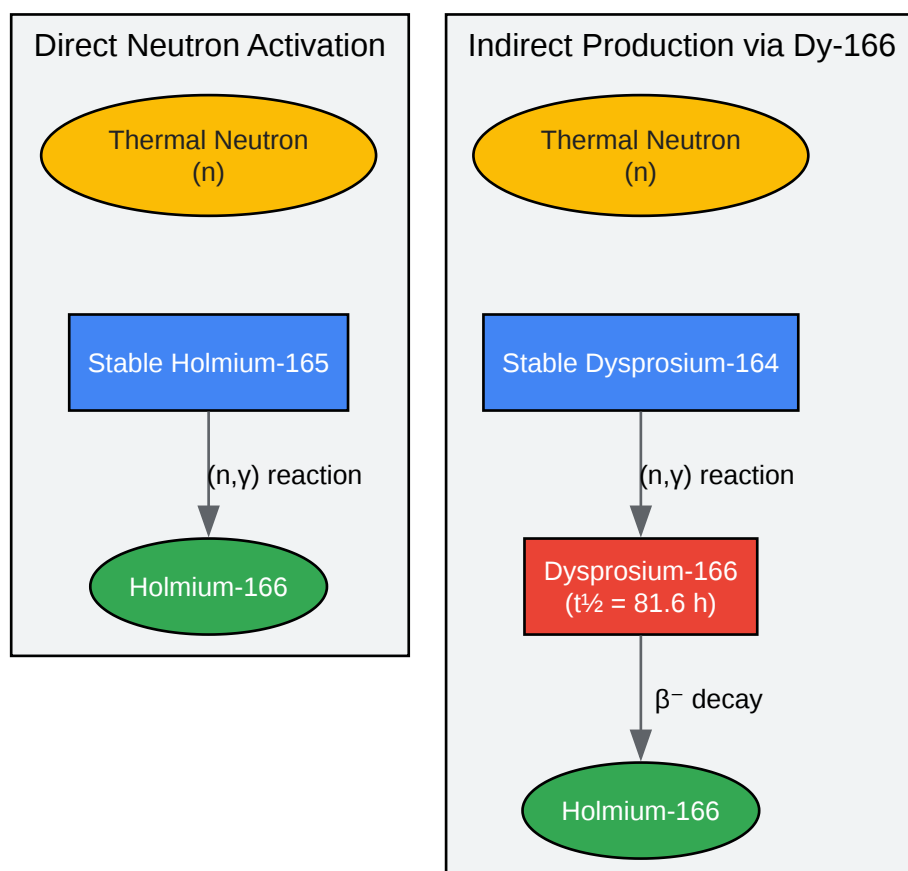 Direct Neutron Activation
Thermal Neutron
(n)
Stable Holmium-165
(n,γ) reaction
Holmium-166
Indirect Production via Dy-166
Thermal Neutron
(n)
Stable Dysprosium-164
(n,γ) reaction
Dysprosium-166
(t½ = 81.6 h)
β⁻ decay
Holmium-166